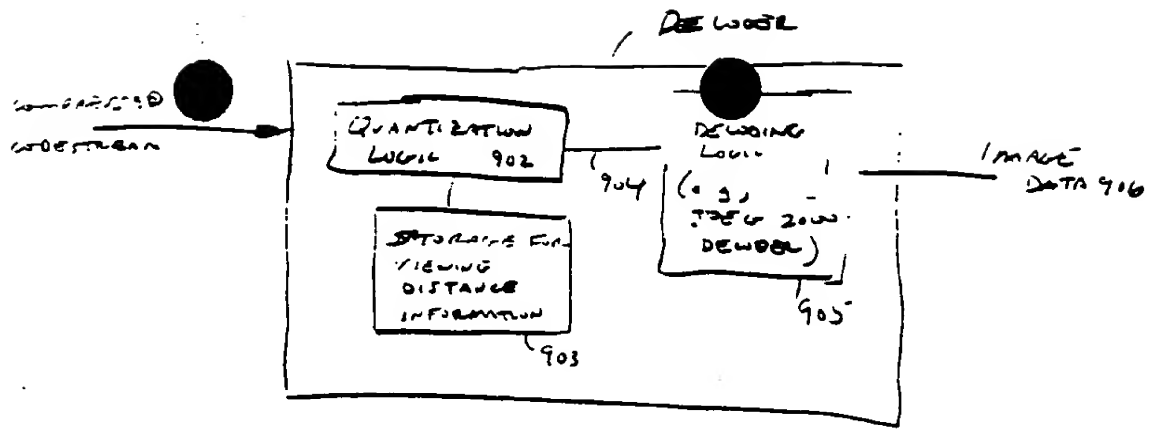 DECODER
COMPRESSED
CODESTREAM
QUANTIZATION
LOGIC 902
904
DECODING
LOGIC
(e.g.,
JPEG 2000
DECODER)
905
IMAGE
DATA 906
STORAGE FOR
VIEWING
DISTANCE
INFORMATION
903